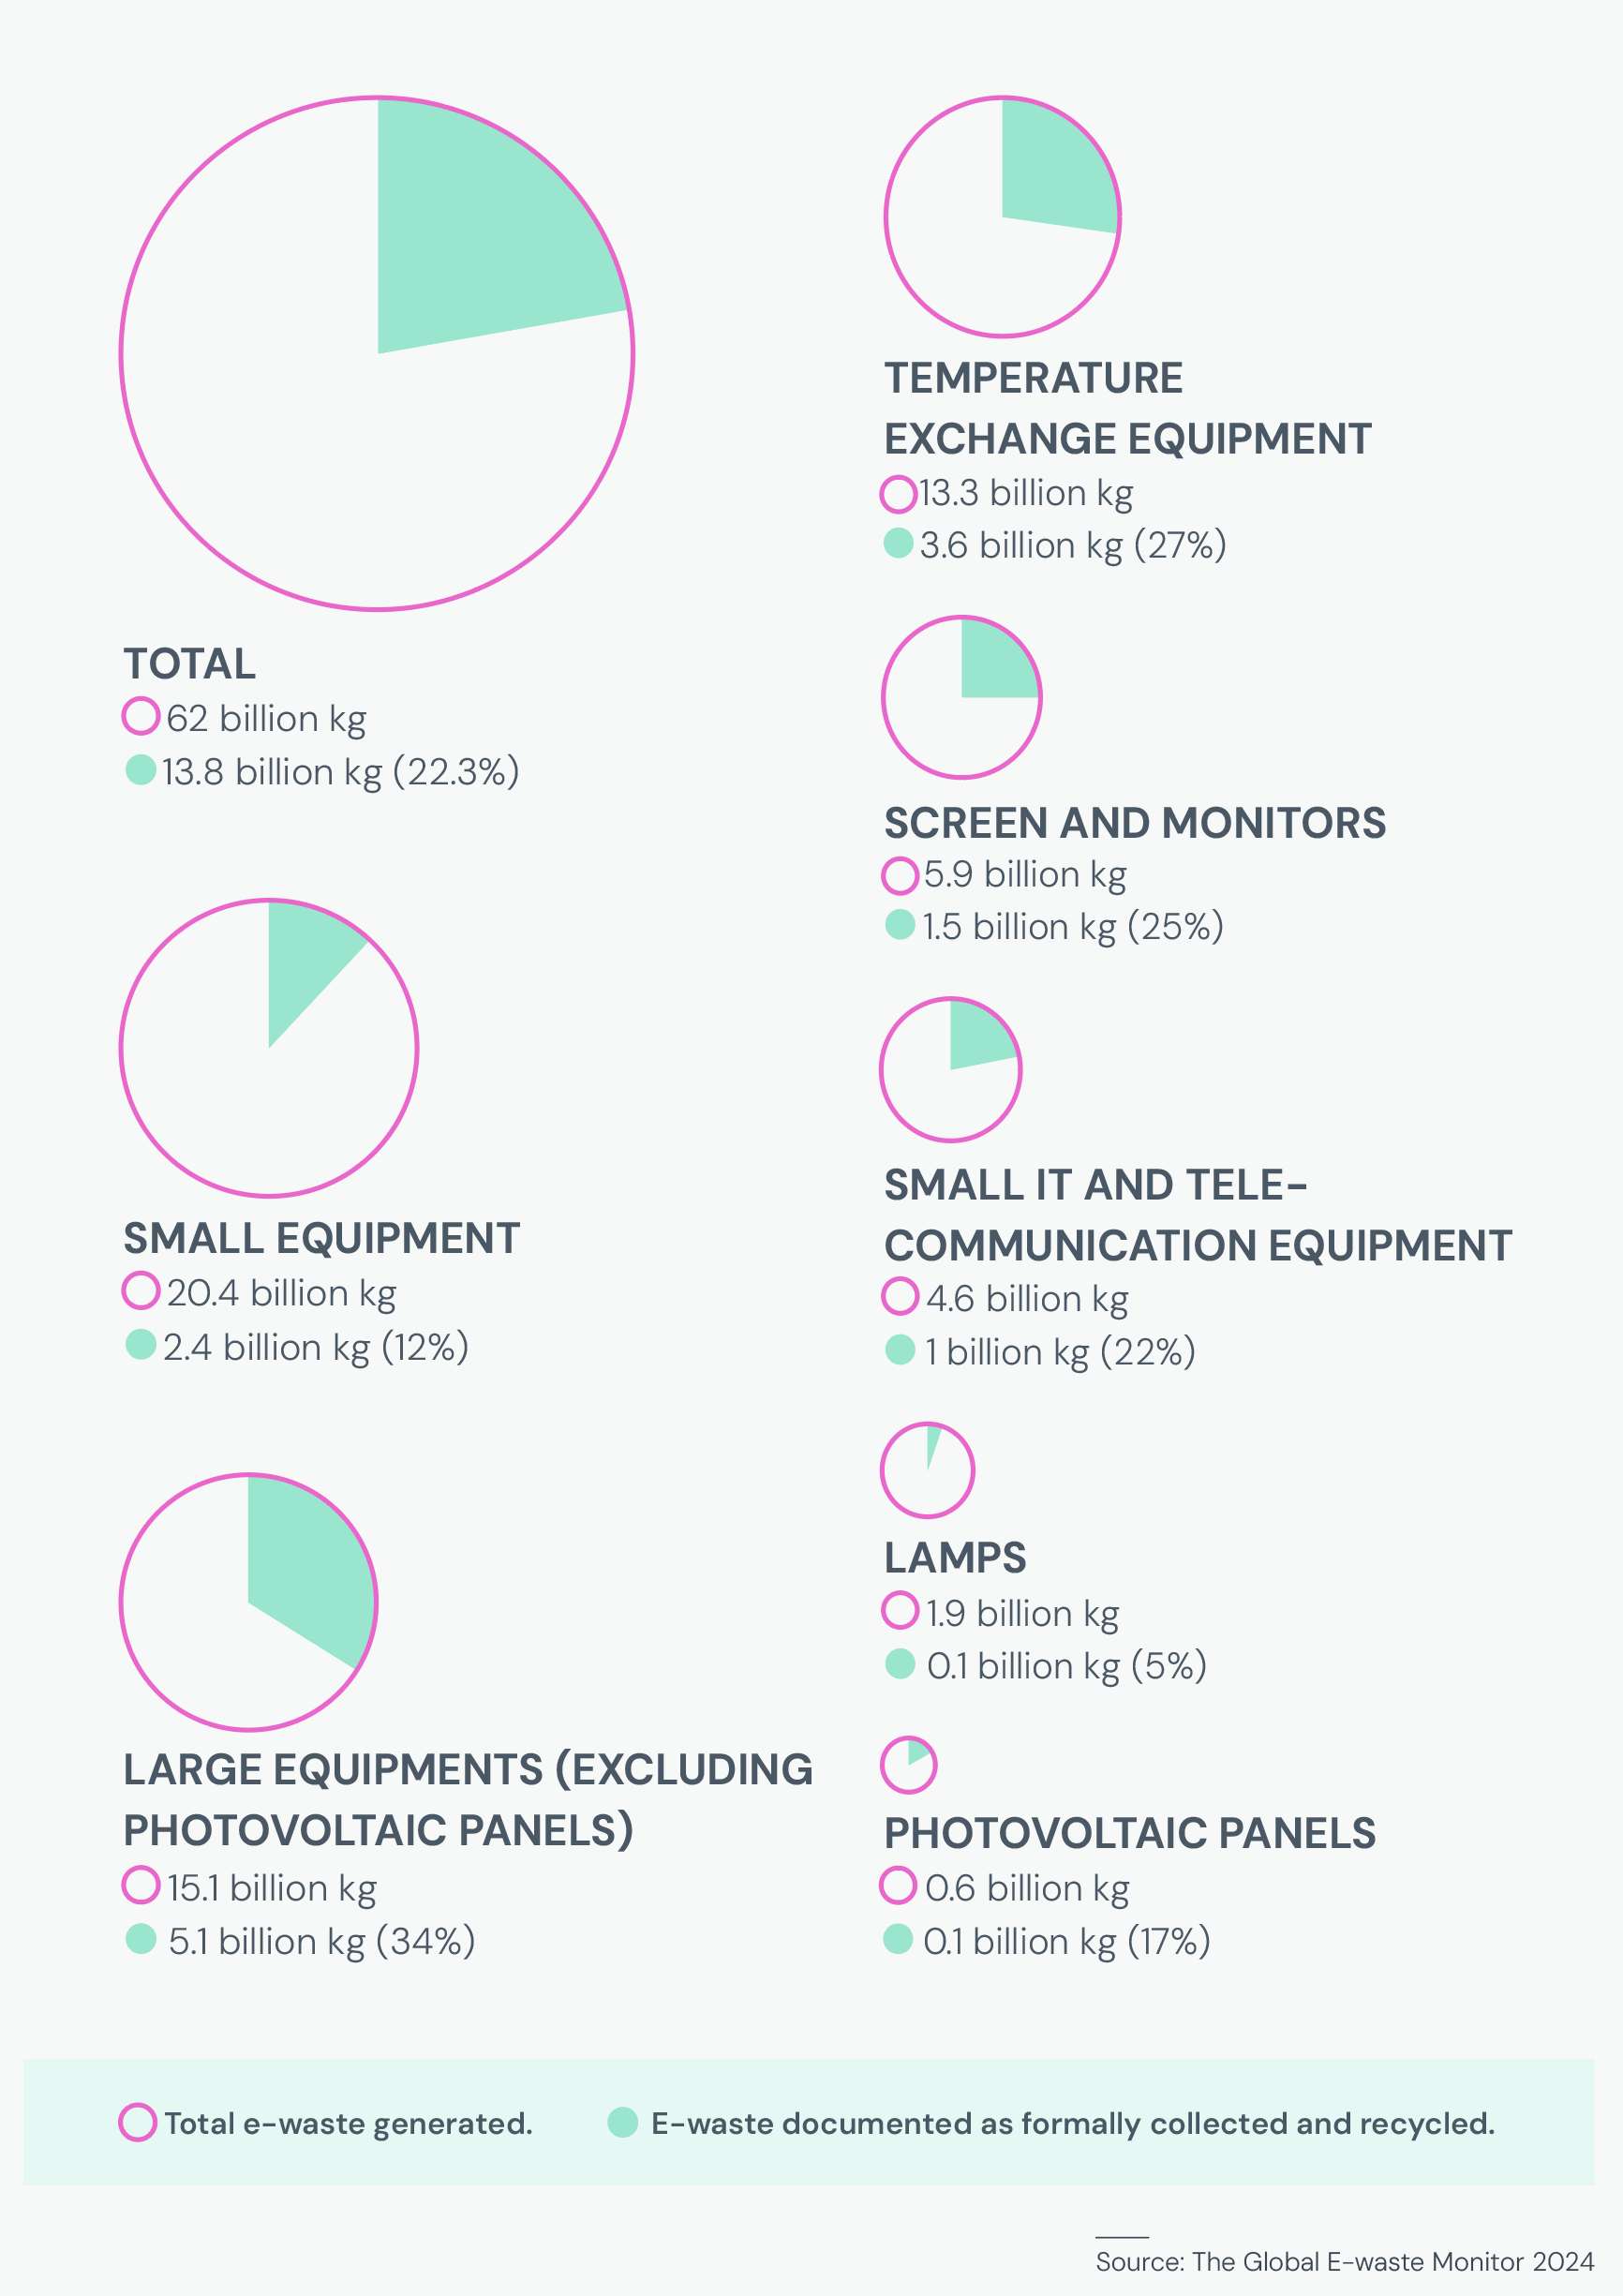 TOTAL
62 billion kg
13.8 billion kg (22.3%)
SMALL EQUIPMENT
20.4 billion kg
2.4 billion kg (12%)
LARGE EQUIPMENTS (EXCLUDING
PHOTOVOLTAIC PANELS)
15.1 billion kg
5.1 billion kg (34%)
TEMPERATURE
EXCHANGE EQUIPMENT
13.3 billion kg
3.6 billion kg (27%)
SCREEN AND MONITORS
5.9 billion kg
1.5 billion kg (25%)
SMALL IT AND TELE-
COMMUNICATION EQUIPMENT
4.6 billion kg
1 billion kg (22%)
LAMPS
1.9 billion kg
0.1 billion kg (5%)
PHOTOVOLTAIC PANELS
0.6 billion kg
0.1 billion kg (17%)
Total e-waste generated.
E-waste documented as formally collected and recycled.
Source: The Global E-waste Monitor 2024